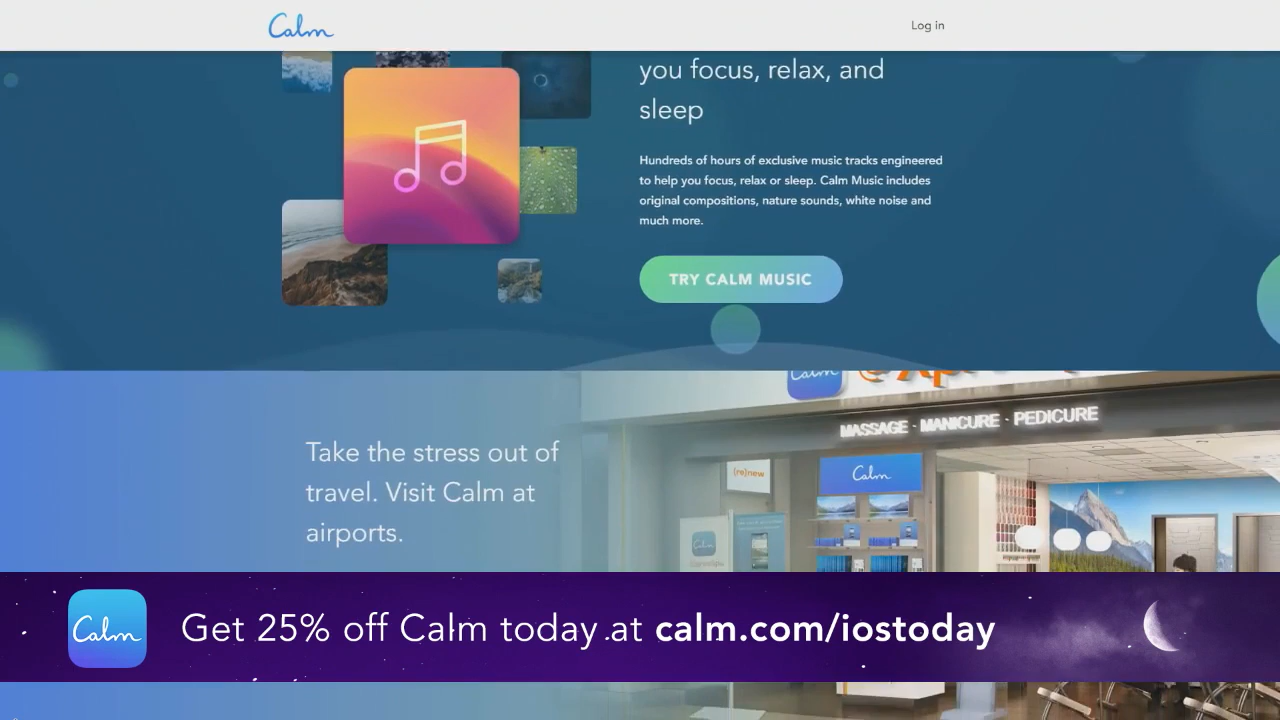 Calm
Log in
you focus, relax, and
sleep
Hundreds of hours of exclusive music tracks engineered
to help you focus, relax or sleep. Calm Music includes
original compositions, nature sounds, white noise and
much more.
TRY CALM MUSIC
Calm
MASSAGE · MANICURE · PEDICURE
Take the stress out of
travel. Visit Calm at
airports.
(re)new
Calm
Calm
Calm
Get 25% off Calm today at calm.com/iostoday